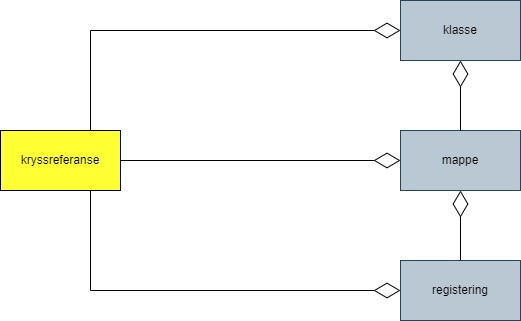 klasse
kryssreferanse
mappe
registering